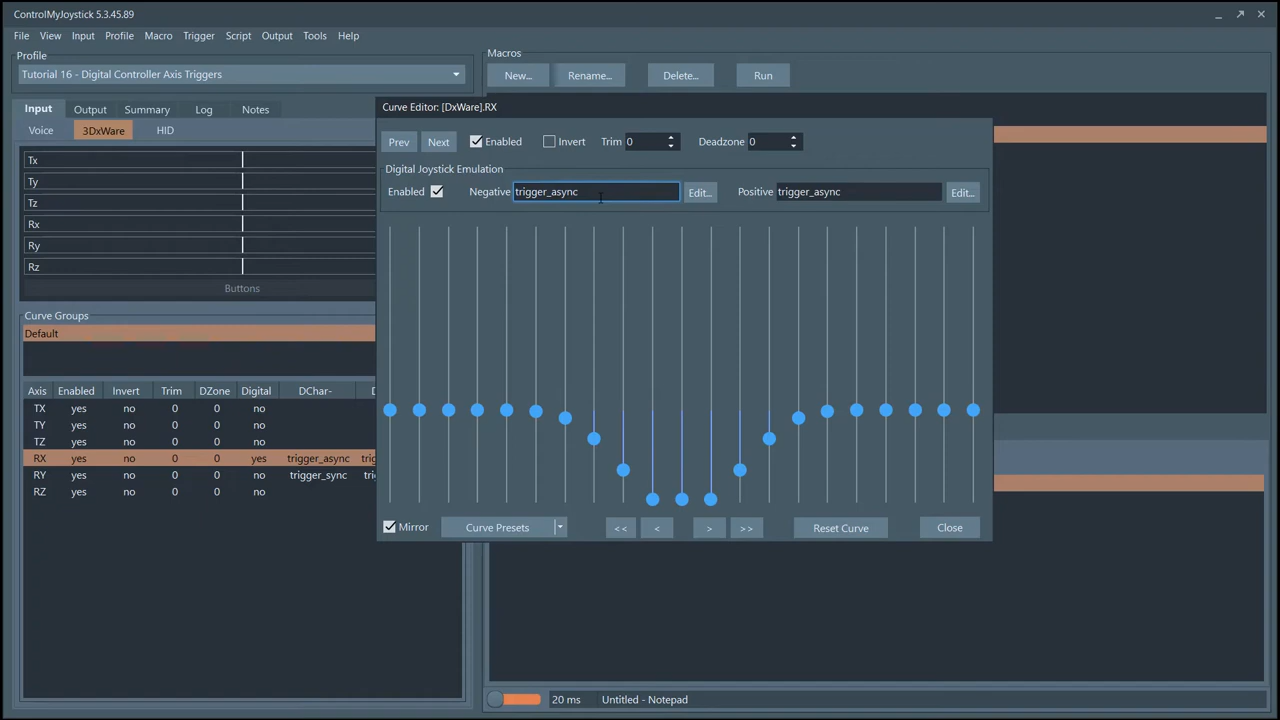 ControlMyJoystick 5.3.45.89
File View Input Profile Macro Trigger Script Output Tools Help
Profile
Tutorial 16 - Digital Controller Axis Triggers
Input Output Summary Log Notes
Voice 3DxWare HID
Tx
Ty
Tz
Rx
Ry
Rz
Buttons
Curve Groups
Default
Axis Enabled Invert Trim DZone Digital DChar-
TX yes no 0 0 no
TY yes no 0 0 no
TZ yes no 0 0 no
RX yes no 0 0 yes trigger_async
RY yes no 0 0 no trigger_sync
RZ yes no 0 0 no
Macros
New... Rename... Delete... Run
Curve Editor: [DxWare].RX
Prev Next Enabled Invert Trim 0 Deadzone 0
Digital Joystick Emulation
Enabled Negative trigger_async Edit... Positive trigger_async Edit...
Mirror Curve Presets << < > >> Reset Curve Close
20 ms Untitled - Notepad